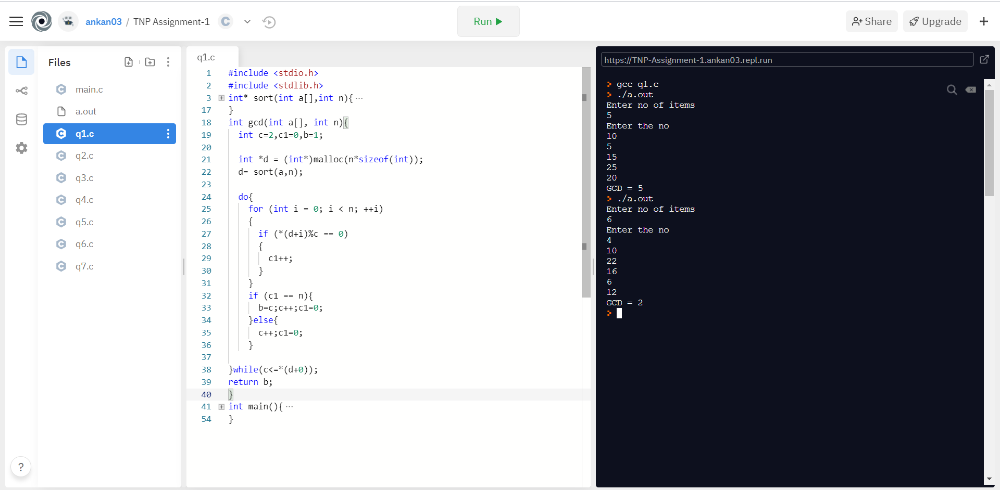 ankan03 / TNP Assignment-1
Run
Share
Upgrade
Files
main.c
a.out
q1.c
q2.c
q3.c
q4.c
q5.c
q6.c
q7.c
?
q1.c
1 #include <stdio.h>
2 #include <stdlib.h>
3 int* sort(int a[],int n){ ···
17 }
18 int gcd(int a[], int n){
19 int c=2,c1=0,b=1;
20
21 int *d = (int*)malloc(n*sizeof(int));
22 d= sort(a,n);
23
24 do{
25 for (int i = 0; i < n; ++i)
26 {
27 if (*(d+i)%c == 0)
28 {
29 c1++;
30 }
31 }
32 if (c1 == n){
33 b=c;c++;c1=0;
34 }else{
35 c++;c1=0;
36 }
37
38 }while(c<=*(d+0));
39 return b;
40 }
41 int main(){ ···
54 }
https://TNP-Assignment-1.ankan03.repl.run
> gcc q1.c
> ./a.out
Enter no of items
5
Enter the no
10
5
15
25
20
GCD = 5
> ./a.out
Enter no of items
6
Enter the no
4
10
22
16
6
12
GCD = 2
>